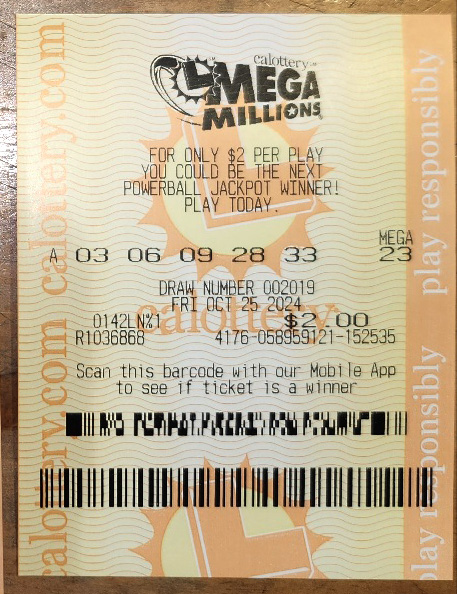 calottery
MEGA
MILLIONS
FOR ONLY $2 PER PLAY
YOU COULD BE THE NEXT
POWERBALL JACKPOT WINNER!
PLAY TODAY.
MEGA
A 03 06 09 28 33 23
DRAW NUMBER 002019
FRI OCT 25 2024
0142LN%1 $2.00
R1036868 4176-058959121-152535
Scan this barcode with our Mobile App
to see if ticket is a winner
calottery.com calottery.com
calottery
play responsibly play responsibly